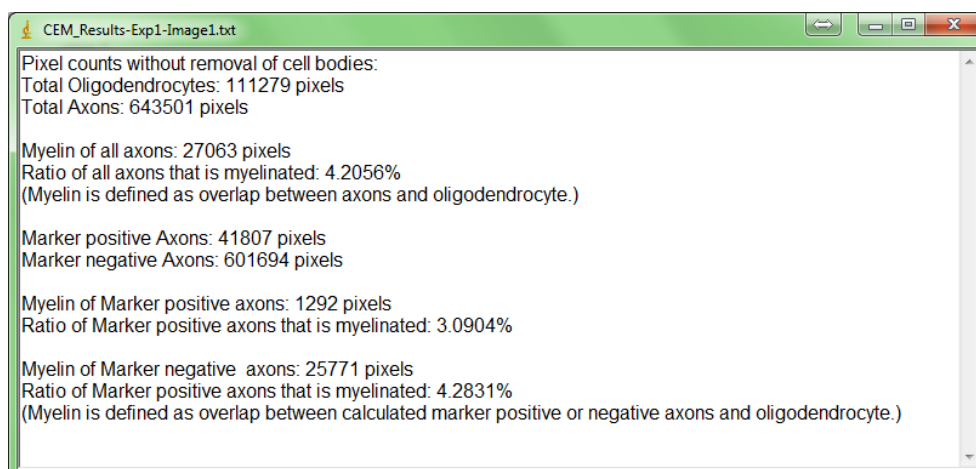 CEM_Results-Exp1-Image1.txt
Pixel counts without removal of cell bodies:
Total Oligodendrocytes: 111279 pixels
Total Axons: 643501 pixels
Myelin of all axons: 27063 pixels
Ratio of all axons that is myelinated: 4.2056%
(Myelin is defined as overlap between axons and oligodendrocyte.)
Marker positive Axons: 41807 pixels
Marker negative Axons: 601694 pixels
Myelin of Marker positive axons: 1292 pixels
Ratio of Marker positive axons that is myelinated: 3.0904%
Myelin of Marker negative  axons: 25771 pixels
Ratio of Marker positive axons that is myelinated: 4.2831%
(Myelin is defined as overlap between calculated marker positive or negative axons and oligodendrocyte.)